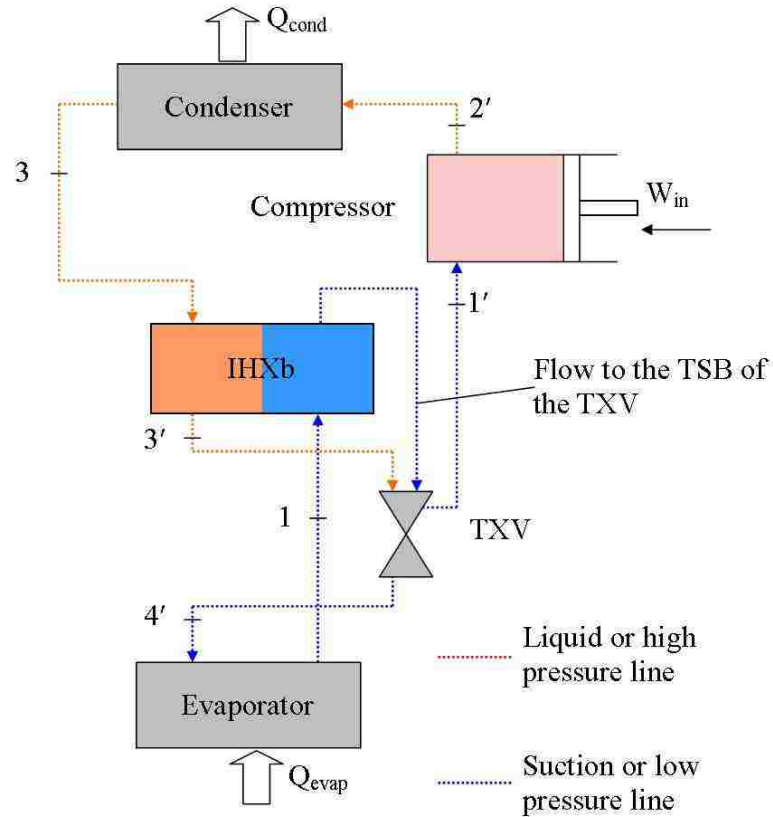 Q_cond
Condenser
2′
3
Compressor
W_in
1′
IHXb
Flow to the TSB of
the TXV
3′
1
TXV
4′
Liquid or high
pressure line
Evaporator
Suction or low
pressure line
Q_evap